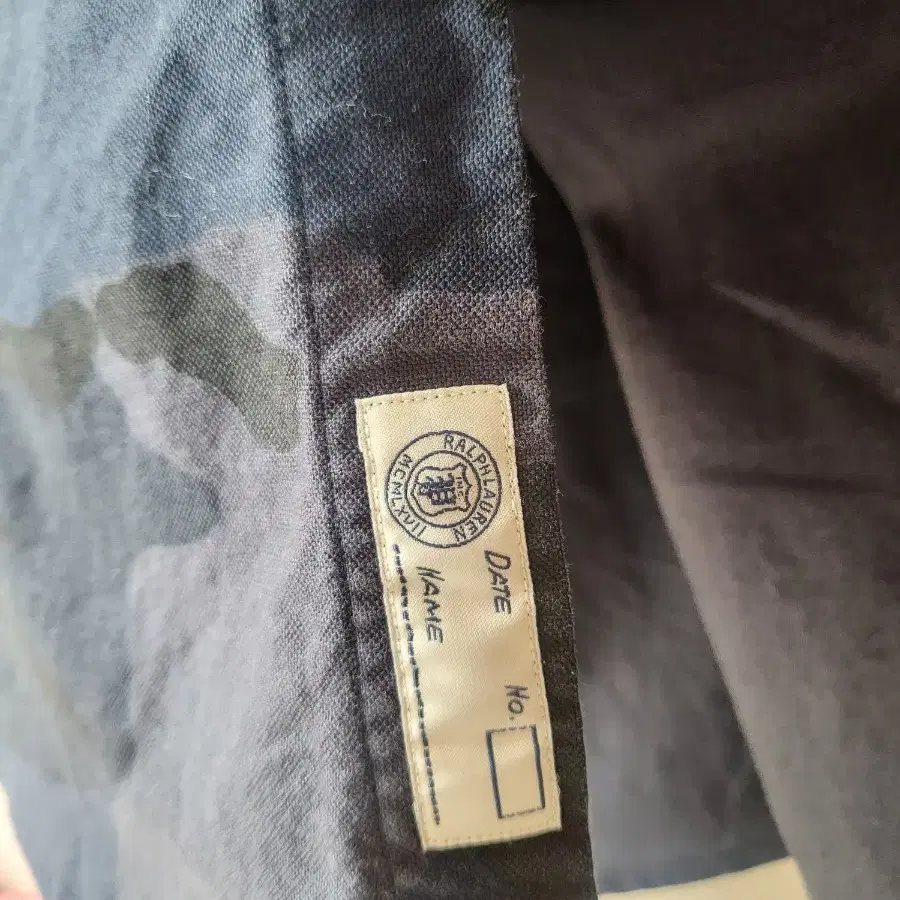 RALPH LAUREN
MCMLXVII
DATE
No.
NAME